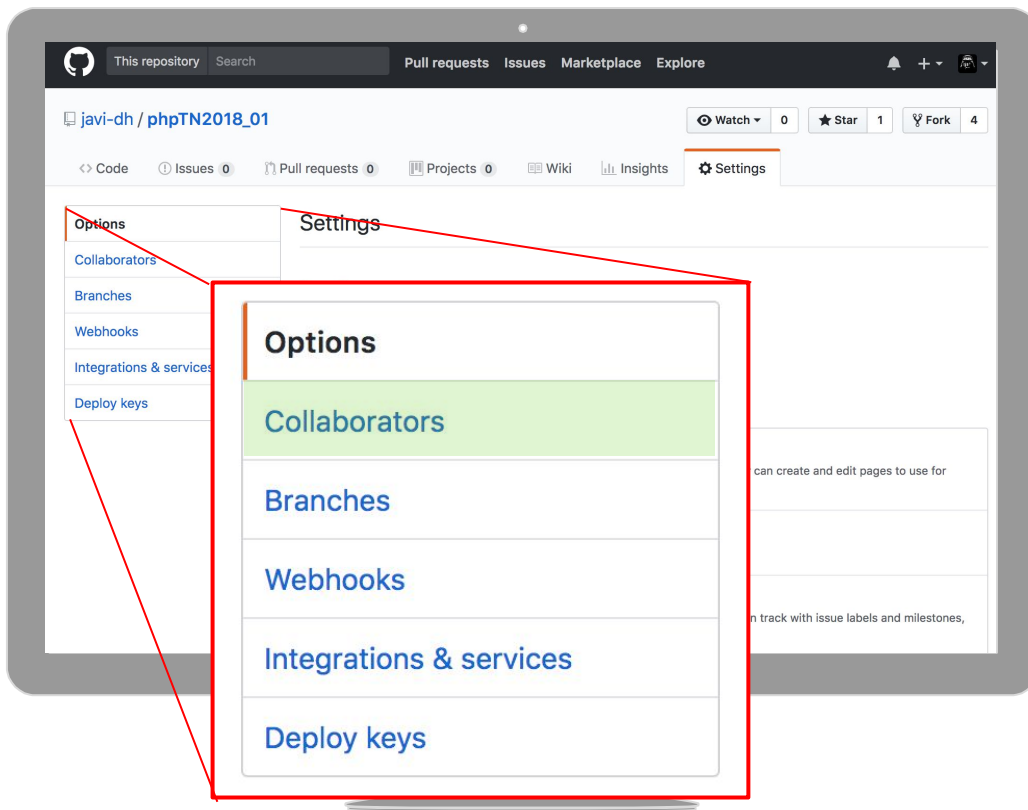 This repository Search Pull requests Issues Marketplace Explore
javi-dh / phpTN2018_01 Watch 0 Star 1 Fork 4
Code Issues 0 Pull requests 0 Projects 0 Wiki Insights Settings
Options
Settings
Collaborators
Branches
Webhooks
Integrations & services
Deploy keys
Options
Collaborators
Branches
Webhooks
Integrations & services
Deploy keys
can create and edit pages to use for
track with issue labels and milestones,